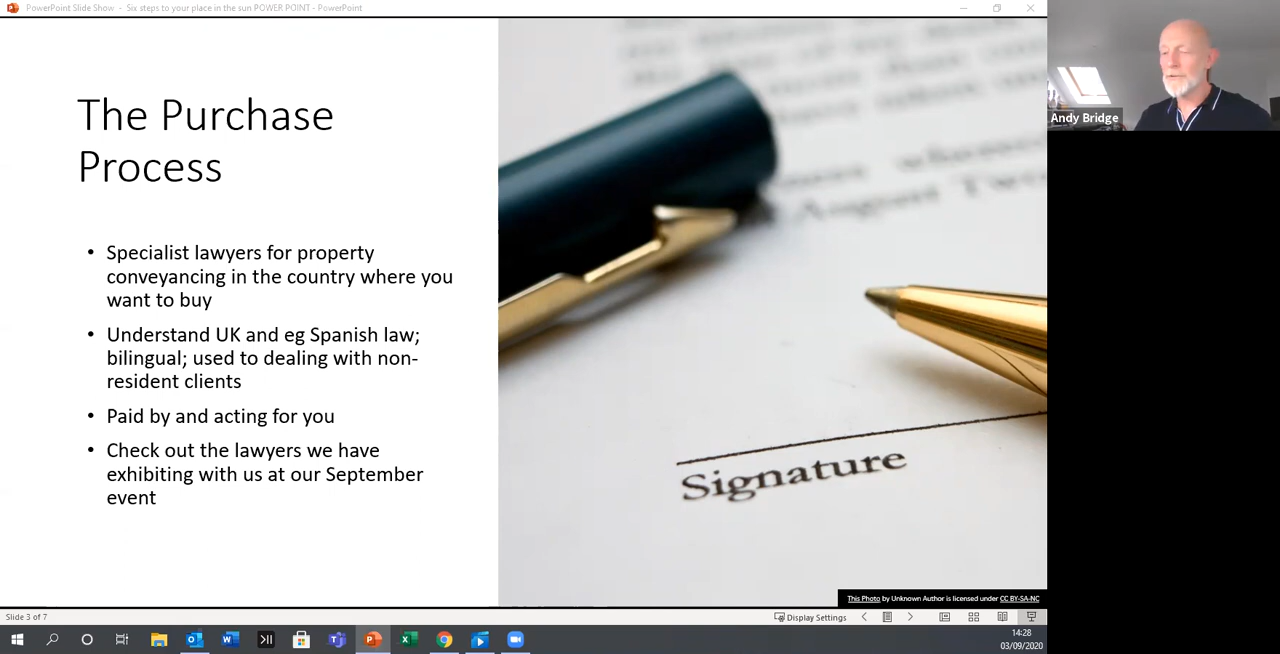 PowerPoint Slide Show - Six steps to your place in the sun POWER POINT - PowerPoint
Andy Bridge
The Purchase
Process
• Specialist lawyers for property
conveyancing in the country where you
want to buy
• Understand UK and eg Spanish law;
bilingual; used to dealing with non-
resident clients
• Paid by and acting for you
• Check out the lawyers we have
exhibiting with us at our September
event
August Two
Signature
This Photo by Unknown Author is licensed under CC BY-SA-NC
Slide 3 of 7
Display Settings
14:28
03/09/2020